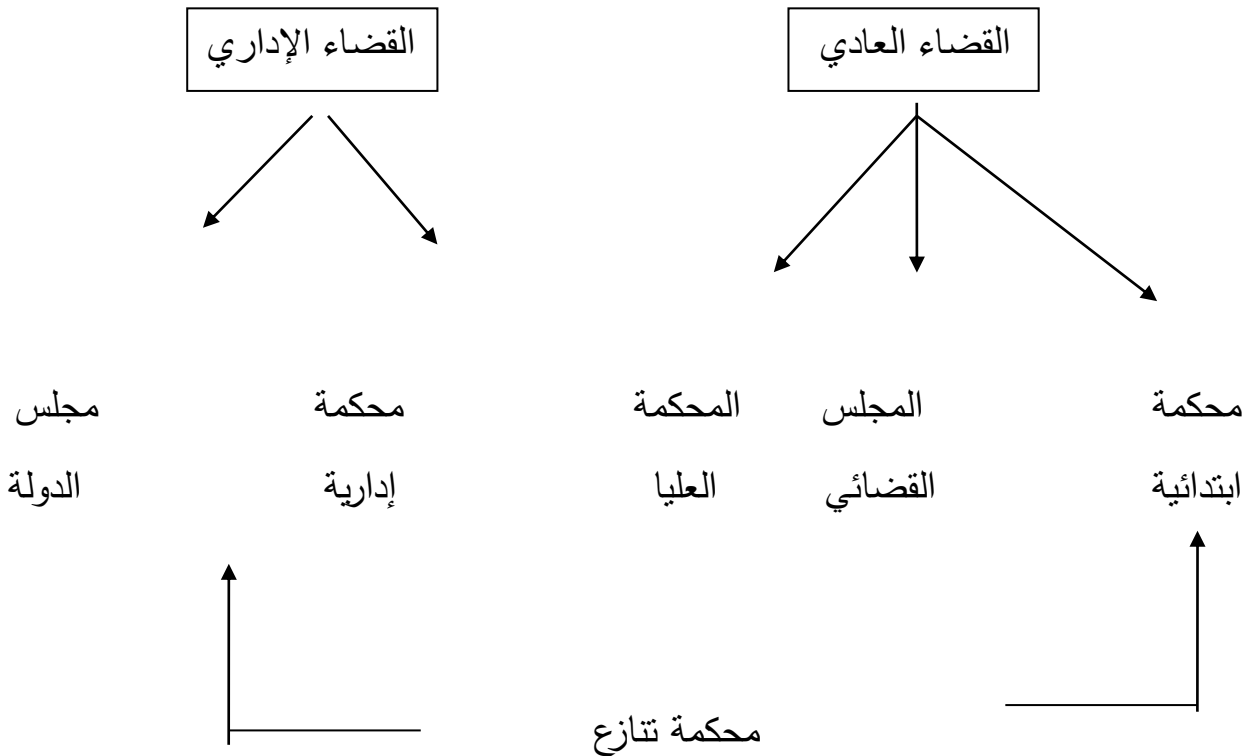 القضاء العادي
القضاء الإداري
محكمة
ابتدائية
المجلس
القضائي
المحكمة
العليا
محكمة
إدارية
مجلس
الدولة
محكمة تنازع